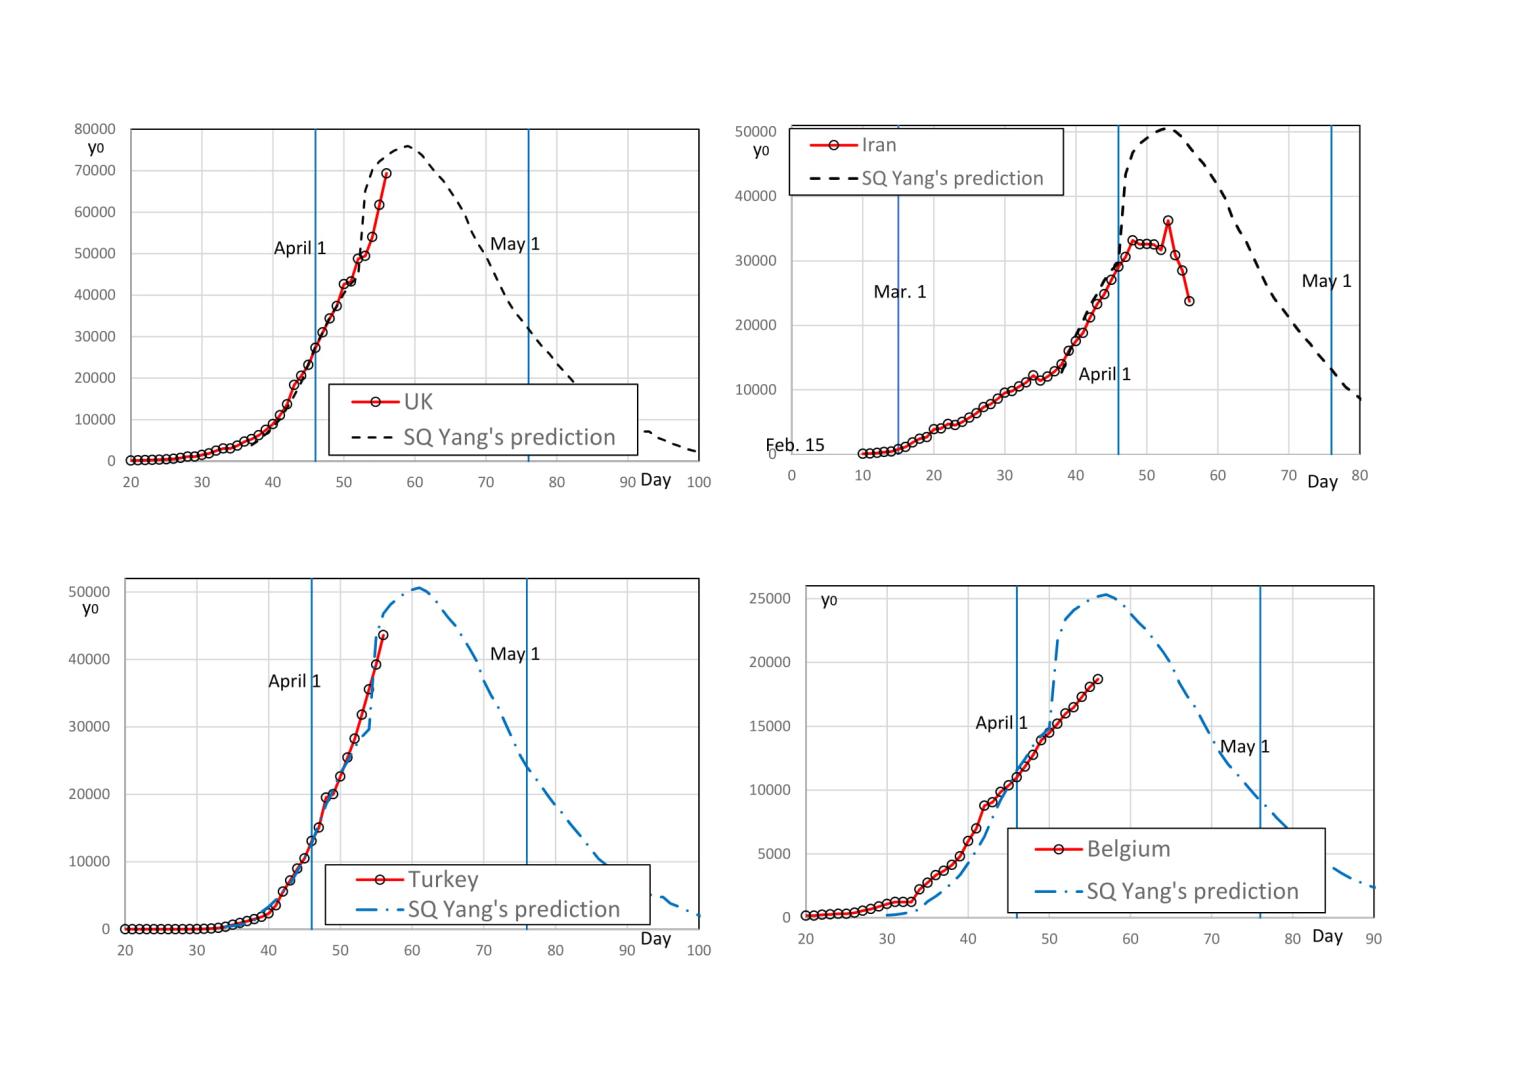 80000
y0
70000
60000
50000
40000
30000
20000
10000
0
April 1
May 1
UK
SQ Yang's prediction
20 30 40 50 60 70 80 90 Day 100
50000
y0
40000
30000
20000
10000
0
Iran
SQ Yang's prediction
Mar. 1
May 1
April 1
Feb. 15
0 10 20 30 40 50 60 70 Day 80
50000
y0
40000
30000
20000
10000
0
May 1
April 1
Turkey
SQ Yang's prediction
Day
20 30 40 50 60 70 80 90 100
25000
y0
20000
15000
10000
5000
0
April 1
May 1
Belgium
SQ Yang's prediction
20 30 40 50 60 70 80 Day 90